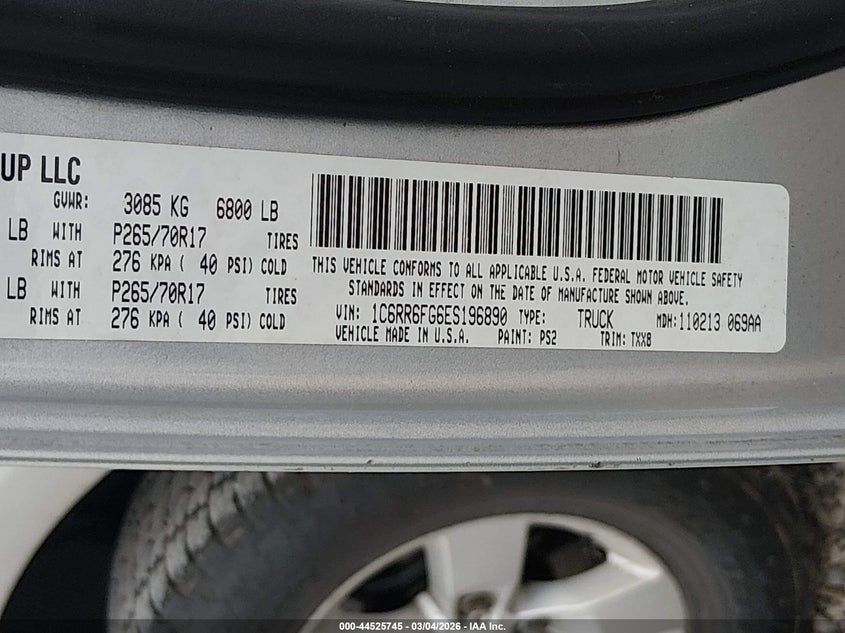 UP LLC
GVWR: 3085 KG 6800 LB
LB WITH P265/70R17 TIRES
RIMS AT 276 KPA ( 40 PSI) COLD
LB WITH P265/70R17 TIRES
RIMS AT 276 KPA ( 40 PSI) COLD
THIS VEHICLE CONFORMS TO ALL APPLICABLE U.S.A. FEDERAL MOTOR VEHICLE SAFETY
STANDARDS IN EFFECT ON THE DATE OF MANUFACTURE SHOWN ABOVE.
VIN: 1C6RR6FG6ES196890 TYPE: TRUCK MDH:110213 069AA
VEHICLE MADE IN U.S.A. PAINT: PS2 TRIM: TXX8
000-44525745 - 03/04/2026 - IAA Inc.